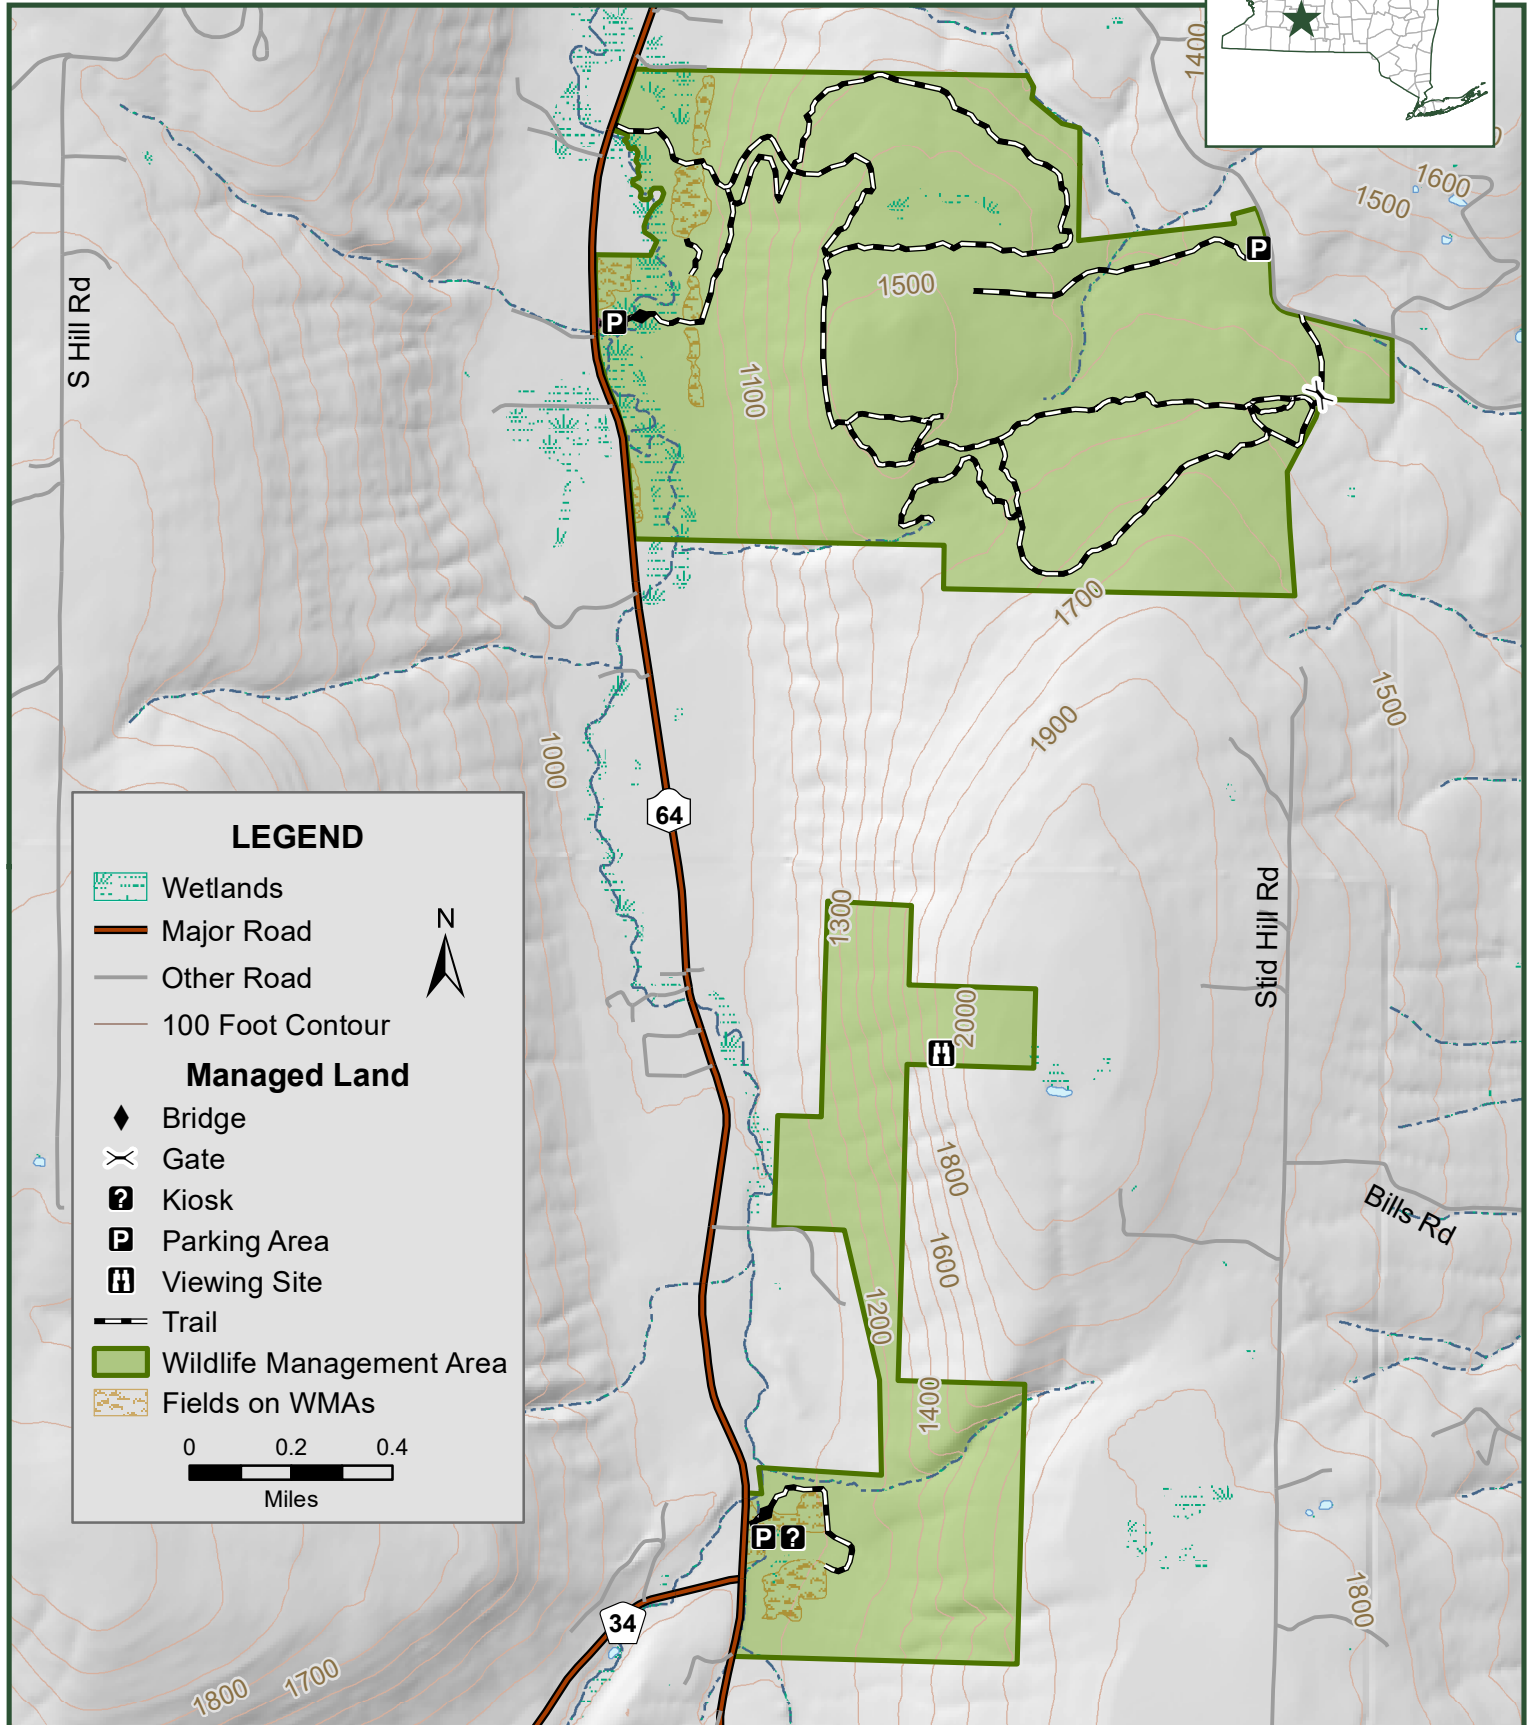 1400
1600
1500
P
S Hill Rd
1500
P
1100
1700
1500
1900
1000
64
LEGEND
Wetlands
Major Road
N
Other Road
100 Foot Contour
Managed Land
Bridge
Gate
? Kiosk
P Parking Area
Viewing Site
Trail
Wildlife Management Area
Fields on WMAs
0 0.2 0.4
Miles
1300
Stid Hill Rd
2000
1800
Bills Rd
1600
1200
1400
P ?
34
1800
1800
1700